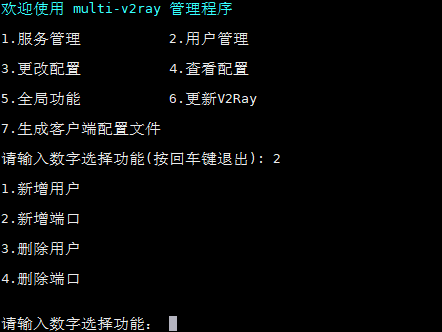 欢迎使用 multi-v2ray 管理程序
1.服务管理 2.用户管理
3.更改配置 4.查看配置
5.全局功能 6.更新V2Ray
7.生成客户端配置文件
请输入数字选择功能(按回车键退出): 2
1.新增用户
2.新增端口
3.删除用户
4.删除端口
请输入数字选择功能：